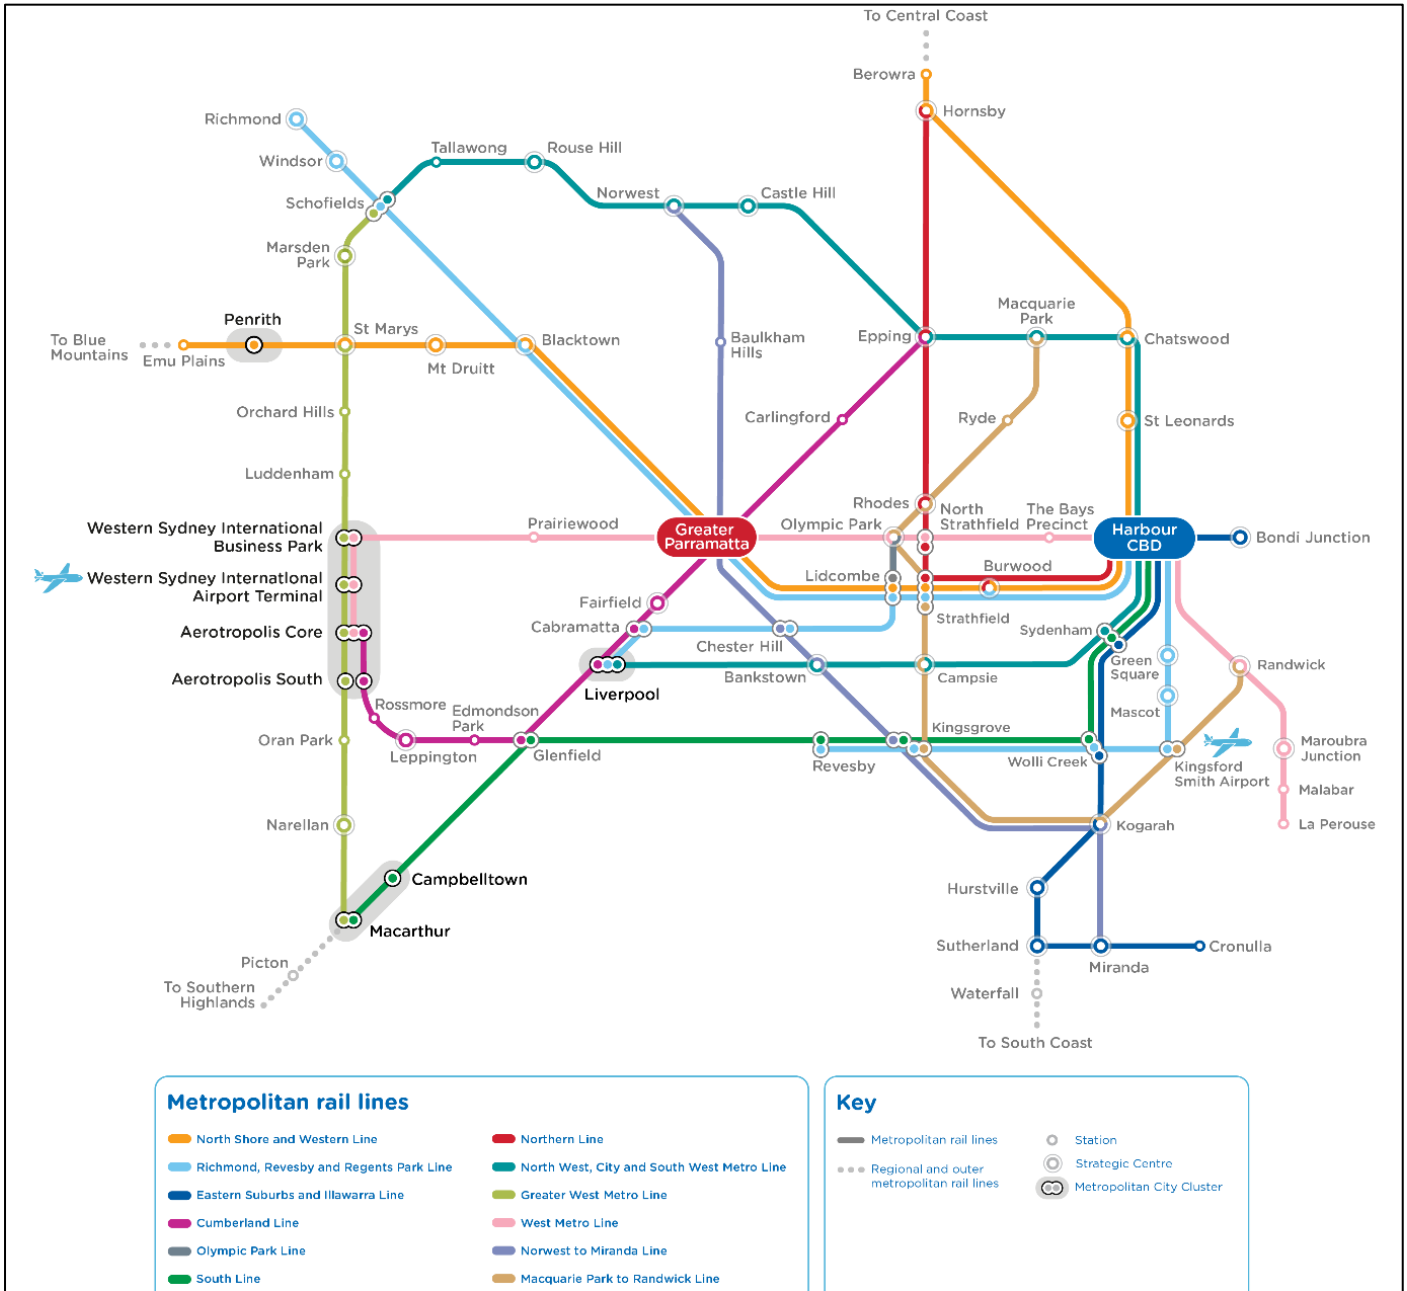 To Central Coast
Berowra
Hornsby
Richmond
Windsor
Tallawong
Rouse Hill
Schofields
Norwest
Castle Hill
Marsden
Park
Penrith
St Marys
Blacktown
To Blue
Mountains
Emu Plains
Mt Druitt
Baulkham
Hills
Epping
Macquarie
Park
Chatswood
Orchard Hills
Carlingford
Ryde
St Leonards
Luddenham
Western Sydney International
Business Park
Prairiewood
Greater
Parramatta
Olympic Park
Rhodes
North
Strathfield
The Bays
Precinct
Harbour
CBD
Bondi Junction
Western Sydney International
Airport Terminal
Lidcombe
Burwood
Fairfield
Strathfield
Aerotropolis Core
Cabramatta
Chester Hill
Sydenham
Green
Square
Randwick
Aerotropolis South
Liverpool
Bankstown
Campsie
Rossmore
Edmondson
Park
Mascot
Oran Park
Leppington
Glenfield
Revesby
Kingsgrove
Wolli Creek
Kingsford
Smith Airport
Maroubra
Junction
Malabar
Narellan
Kogarah
La Perouse
Campbelltown
Hurstville
Macarthur
Sutherland
Miranda
Cronulla
Picton
To Southern
Highlands
Waterfall
To South Coast
Metropolitan rail lines
North Shore and Western Line
Richmond, Revesby and Regents Park Line
Eastern Suburbs and Illawarra Line
Cumberland Line
Olympic Park Line
South Line
Northern Line
North West, City and South West Metro Line
Greater West Metro Line
West Metro Line
Norwest to Miranda Line
Macquarie Park to Randwick Line
Key
Metropolitan rail lines
Regional and outer
metropolitan rail lines
Station
Strategic Centre
Metropolitan City Cluster